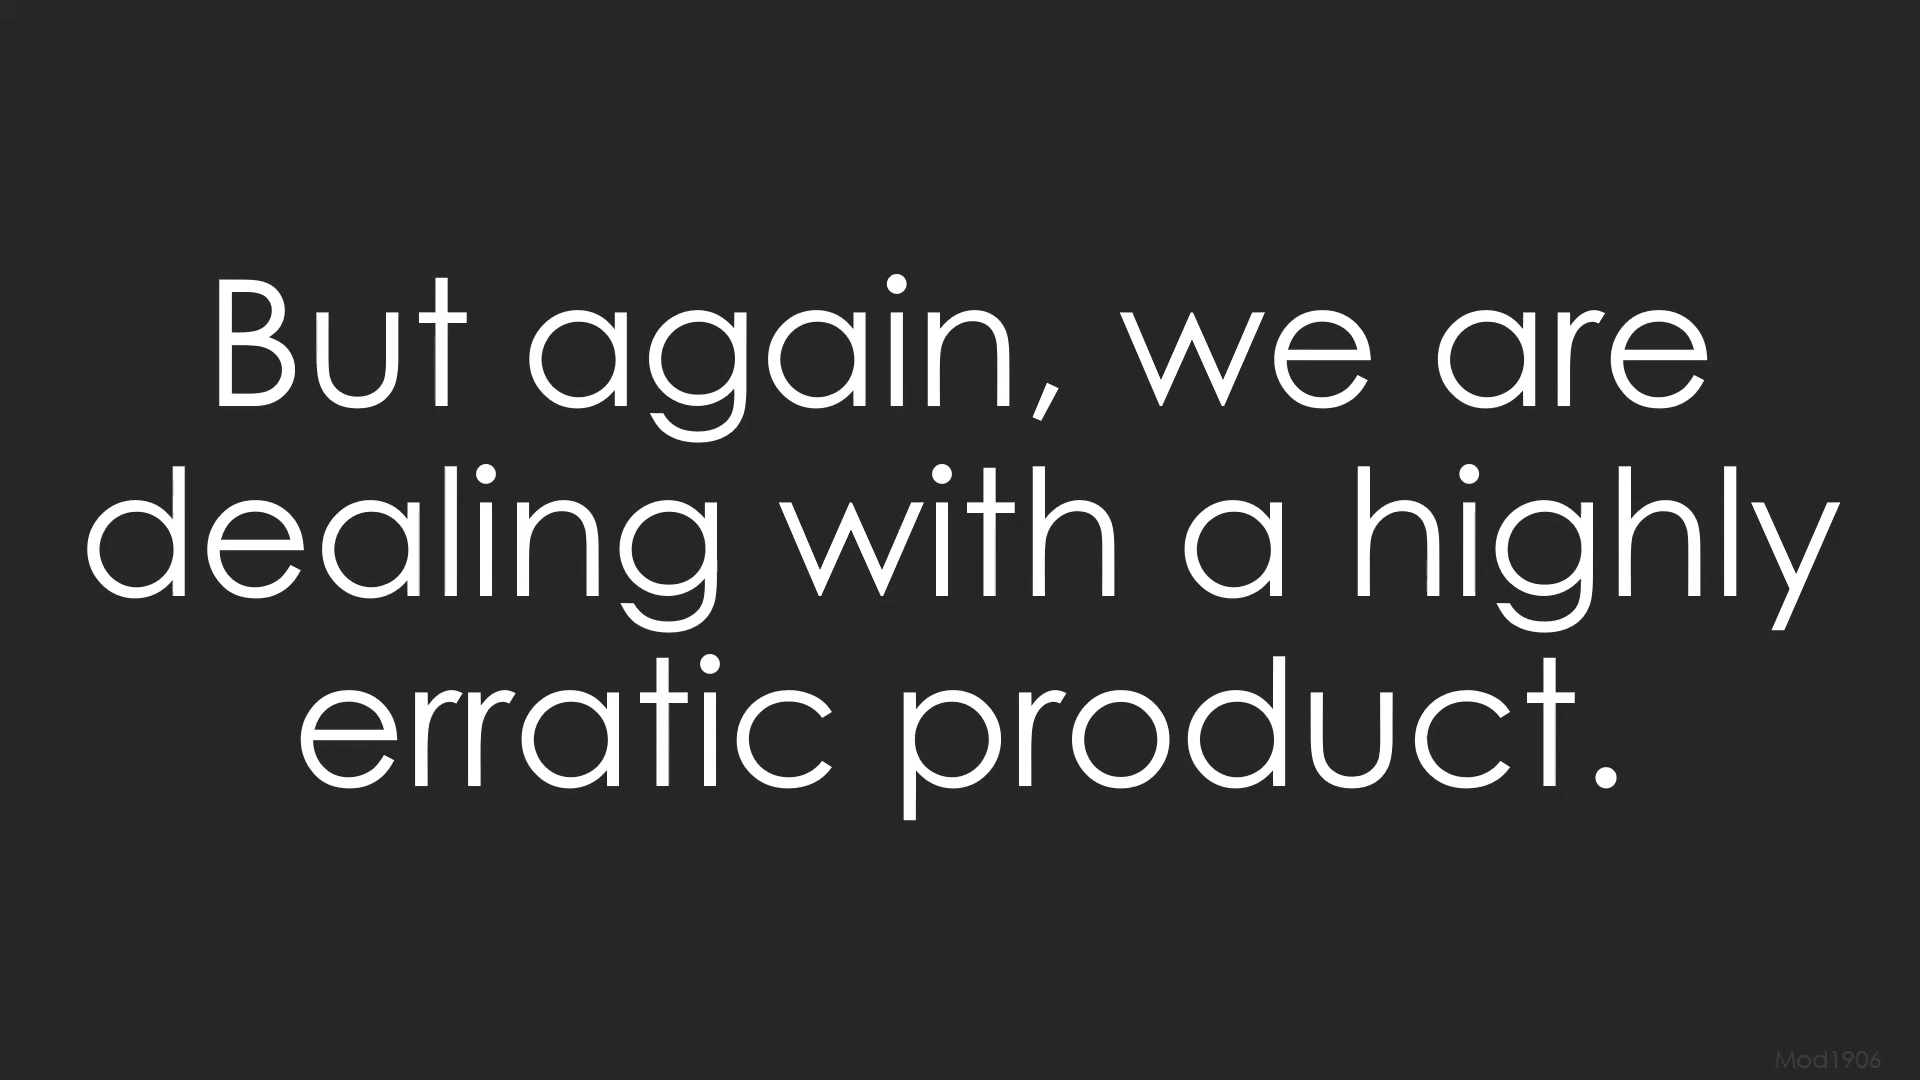 But again, we are
dealing with a highly
erratic product.
Mod1906